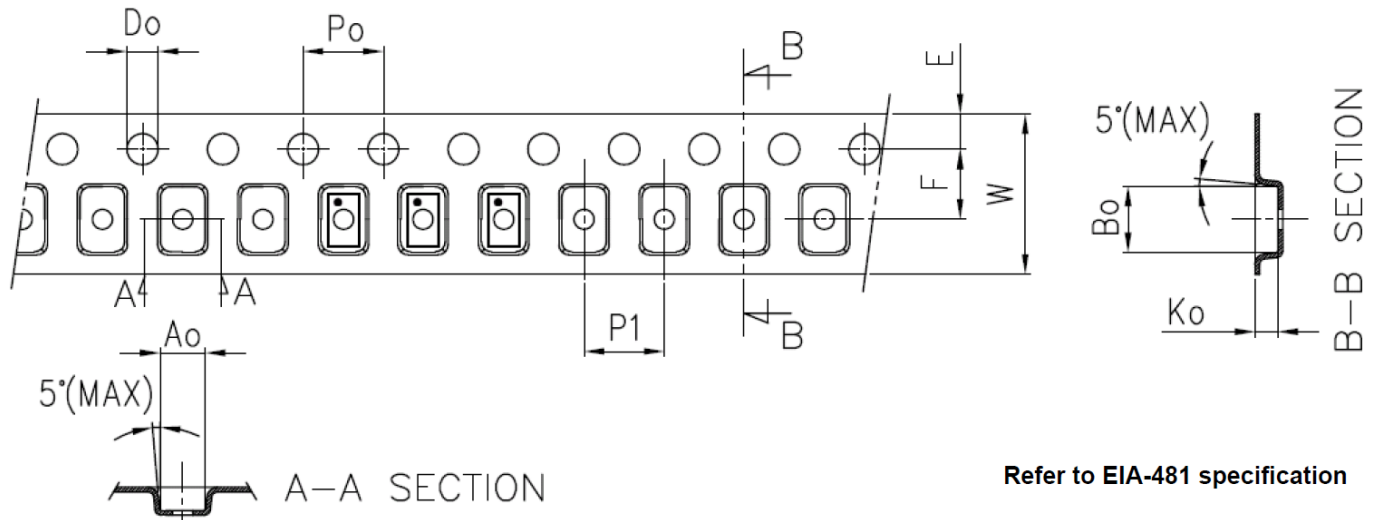 Do
Po
B
E
5°(MAX)
F
W
Bo
B-B SECTION
A
A
P1
B
Ko
Ao
5°(MAX)
A-A SECTION
Refer to EIA-481 specification